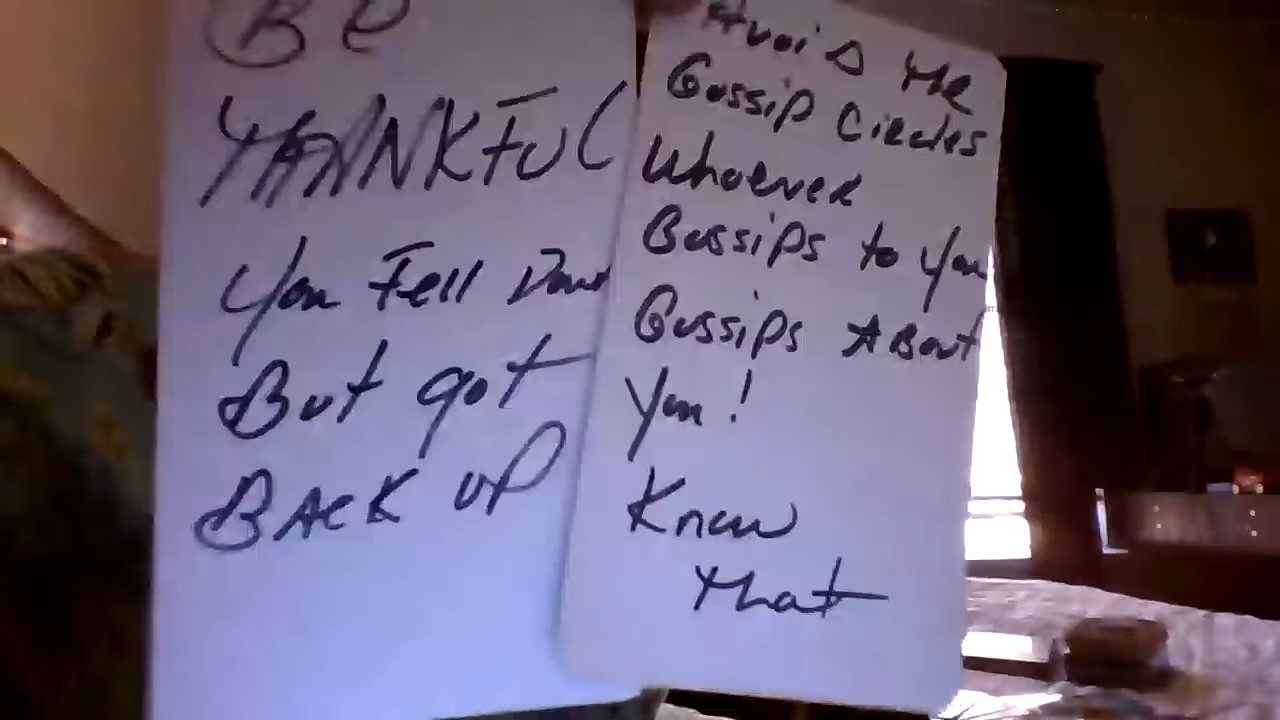 Be
THANKFUL
You Fell Down
But got
BACK UP
Avoid the
Gossip Circles
Whoever
Gossips to you
Gossips About
You!
Know
that